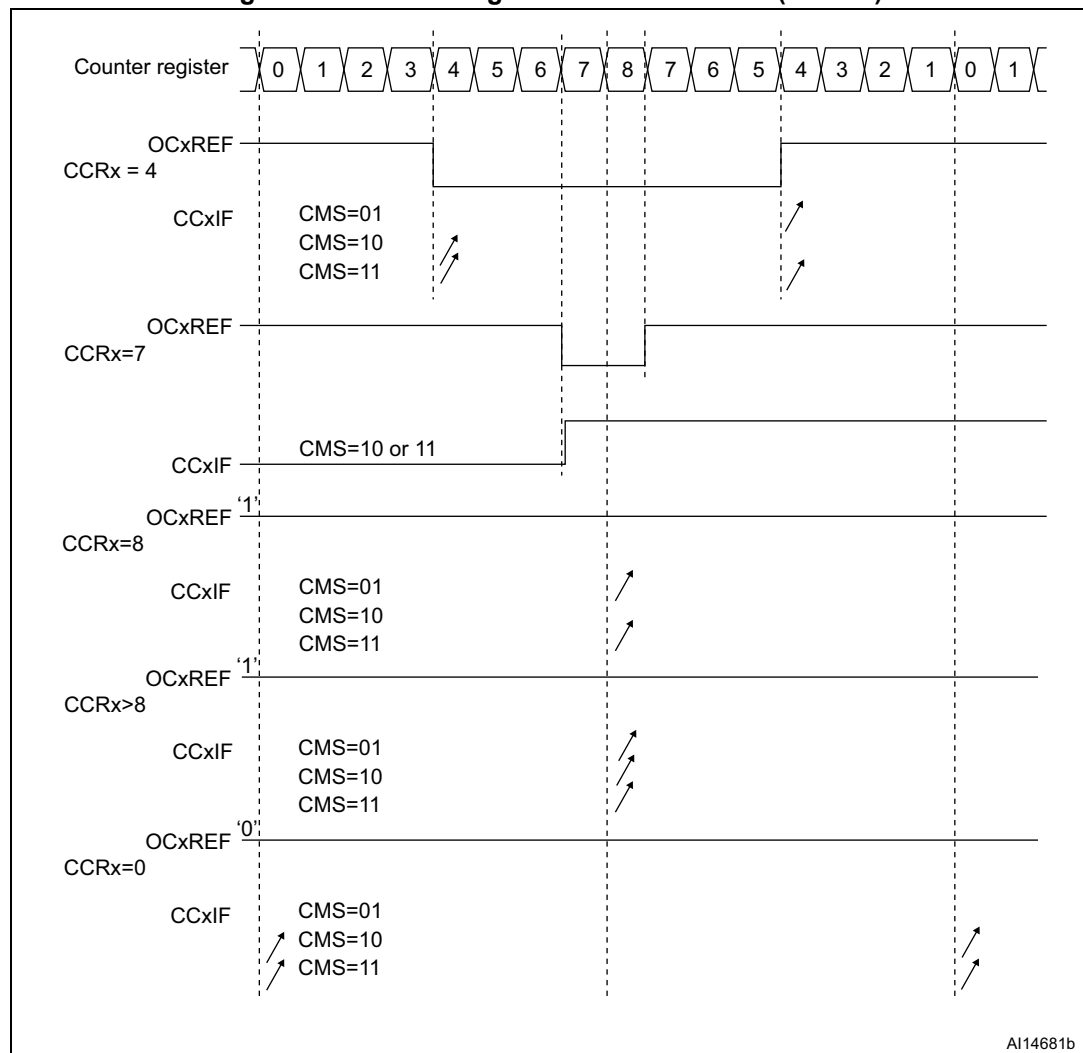 Counter register 0 1 2 3 4 5 6 7 8 7 6 5 4 3 2 1 0 1
OCxREF
CCRx = 4
CCxIF CMS=01
CMS=10
CMS=11
OCxREF
CCRx=7
CMS=10 or 11
CCxIF
OCxREF '1'
CCRx=8
CCxIF CMS=01
CMS=10
CMS=11
OCxREF '1'
CCRx>8
CCxIF CMS=01
CMS=10
CMS=11
OCxREF '0'
CCRx=0
CCxIF CMS=01
CMS=10
CMS=11
AI14681b